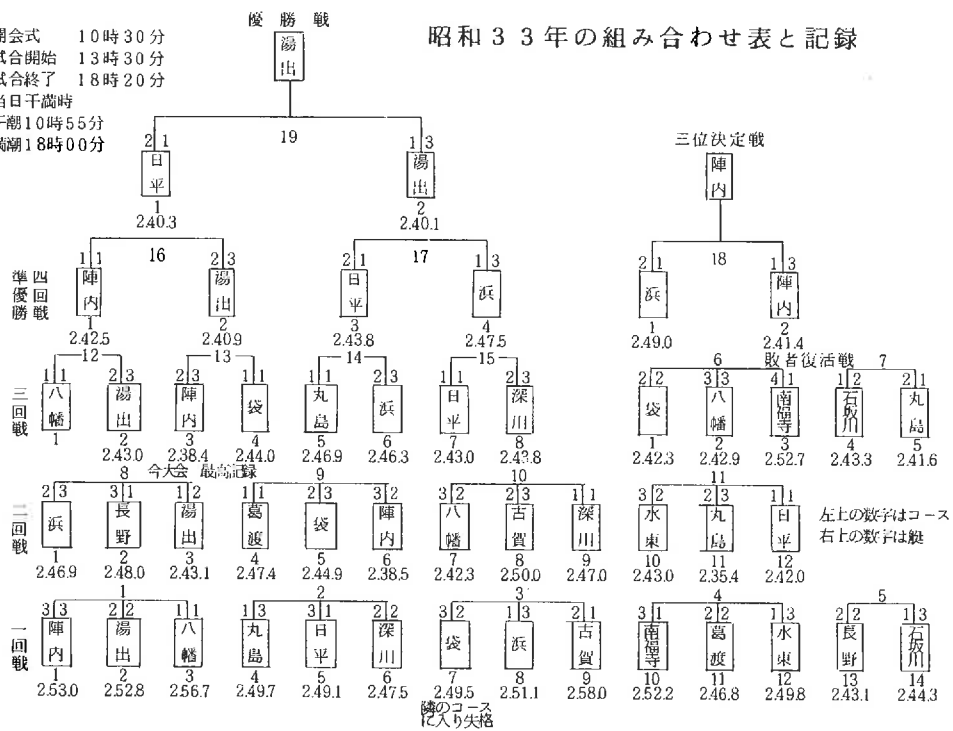 優勝戦
昭和33年の組み合わせ表と記録
開会式 10時30分
試合開始 13時30分
試合終了 18時20分
当日干満時
干潮10時55分
満潮18時00分
湯出
19
三位決定戦
2 1 1 3
日平 湯出 陣内
1 2
2.40.3 2.40.1
16 17 18
準優勝 四回戦
1 1 2 3 2 1 1 3 2 1 1 3
陣内 湯出 日平 浜 浜 陣内
1 2 3 4 1 2
2.42.5 2.40.9 2.43.8 2.47.5 2.49.0 2.41.4
12 13 14 15 6 敗者復活戦 7
三回戦
1 1 2 3 2 3 1 1 1 1 2 3 1 1 2 3 2 2 3 3 4 1 1 2 2 1
八幡 湯出 陣内 袋 丸島 浜 日平 深川 袋 八幡 南福寺 石坂川 丸島
1 2 3 4 5 6 7 8 1 2 3 4 5
2.43.0 2.38.4 2.44.0 2.46.9 2.46.3 2.43.0 2.43.8 2.42.3 2.42.9 2.52.7 2.43.3 2.41.6
8 今大会 最高記録 9 10 11
二回戦
2 3 3 1 1 2 1 1 2 3 3 2 3 2 2 3 1 1 3 2 2 3 1 1
浜 長野 湯出 葛渡 袋 陣内 八幡 古賀 深川 水東 丸島 日平
左上の数字はコース
右上の数字は艇
1 2 3 4 5 6 7 8 9 10 11 12
2.46.9 2.48.0 2.43.1 2.47.4 2.44.9 2.38.5 2.42.3 2.50.0 2.47.0 2.43.0 2.35.4 2.42.0
1 2 3 4 5
一回戦
3 3 2 2 1 1 1 3 3 1 2 2 3 2 1 3 2 1 3 1 2 2 1 3 2 1 1 3
陣内 湯出 八幡 丸島 日平 深川 袋 浜 古賀 南福寺 葛渡 水東 長野 石坂川
1 2 3 4 5 6 7 8 9 10 11 12 13 14
2.53.0 2.52.8 2.56.7 2.49.7 2.49.1 2.47.5 2.49.5 2.51.1 2.58.0 2.52.2 2.46.8 2.49.8 2.43.1 2.44.3
隣のコース
に入り失格